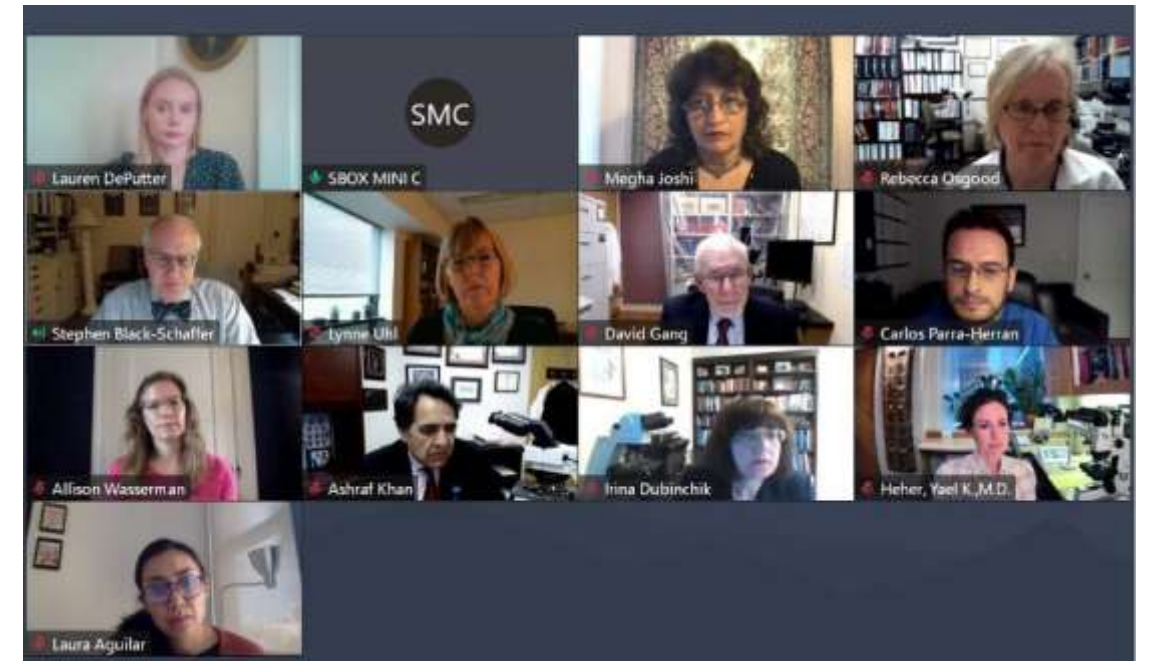 Lauren DePutter
SMC
SBOX MINI C
Megha Joshi
Rebecca Osgood
Stephen Black-Schaffer
Lynne Uhl
David Gang
Carlos Parra-Herran
Allison Wasserman
Ashraf Khan
Irina Dubinchik
Heher, Yael K.,M.D.
Laura Aguilar